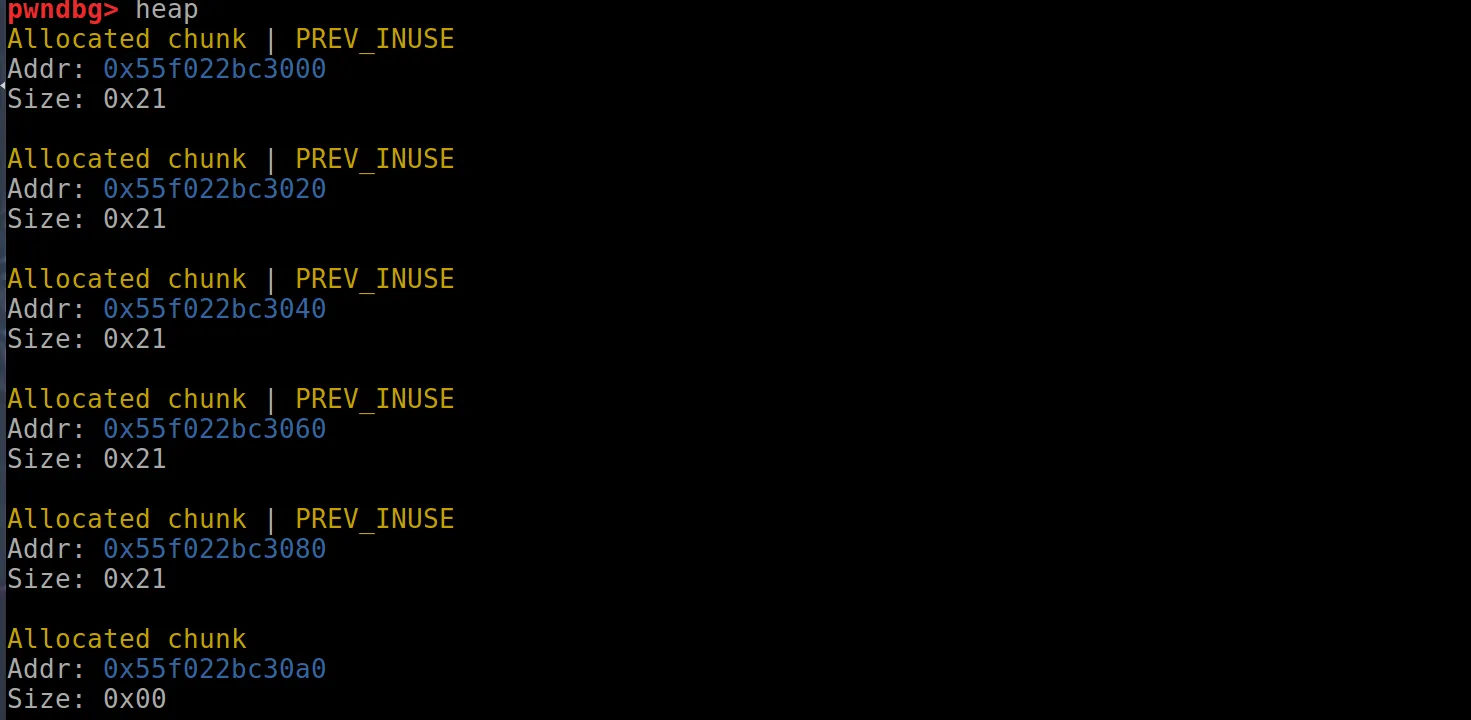 pwndbg> heap
Allocated chunk | PREV_INUSE
Addr: 0x55f022bc3000
Size: 0x21
Allocated chunk | PREV_INUSE
Addr: 0x55f022bc3020
Size: 0x21
Allocated chunk | PREV_INUSE
Addr: 0x55f022bc3040
Size: 0x21
Allocated chunk | PREV_INUSE
Addr: 0x55f022bc3060
Size: 0x21
Allocated chunk | PREV_INUSE
Addr: 0x55f022bc3080
Size: 0x21
Allocated chunk
Addr: 0x55f022bc30a0
Size: 0x00